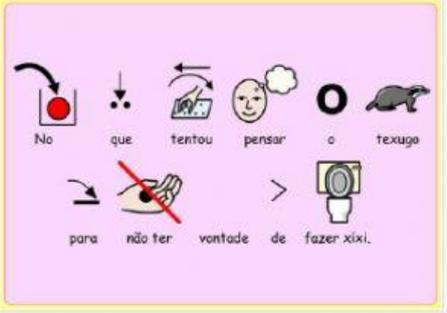 No que tentou pensar o texugo
para não ter vontade de fazer xixi.